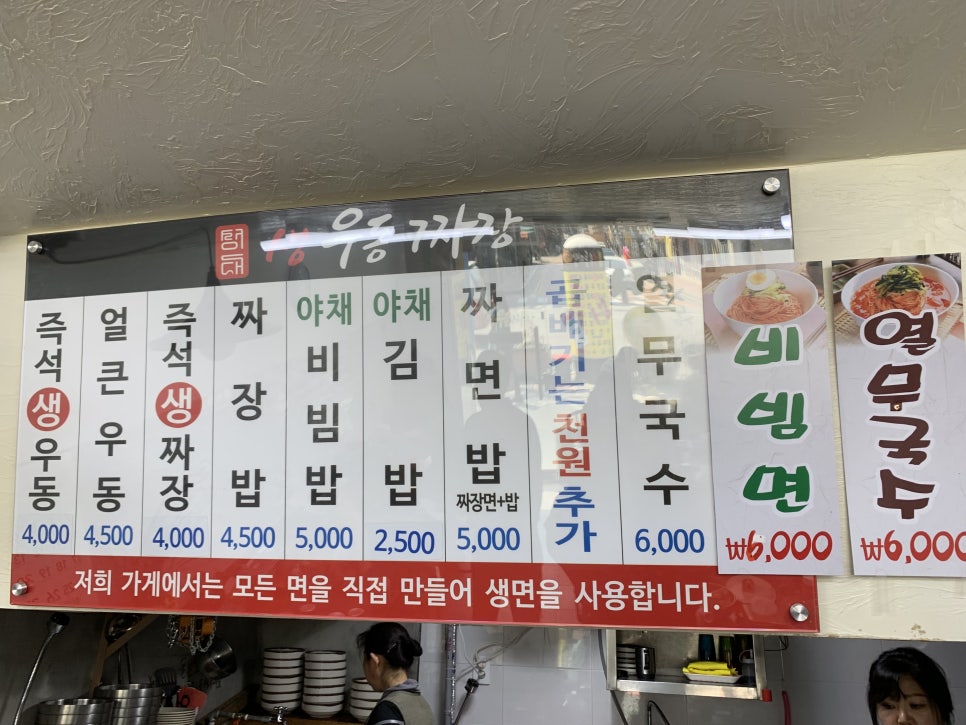 생 우동 짜장
즉석생우동
4,000
얼큰우동
4,500
즉석생짜장
4,000
짜장밥
4,500
야채비빔밥
5,000
야채김밥
2,500
짜면밥
짜장면+밥
5,000
곱배기는천원추가
열무국수
6,000
비빔면
₩6,000
열무국수
₩6,000
저희 가게에서는 모든 면을 직접 만들어 생면을 사용합니다.